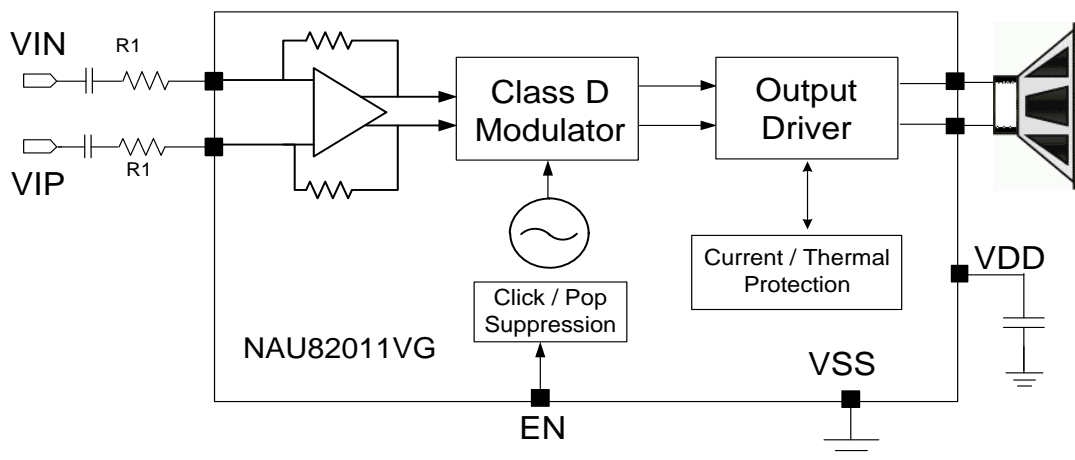 VIN
R1
VIP
R1
Class D
Modulator
Output
Driver
Click / Pop
Suppression
Current / Thermal
Protection
VDD
NAU82011VG
VSS
EN